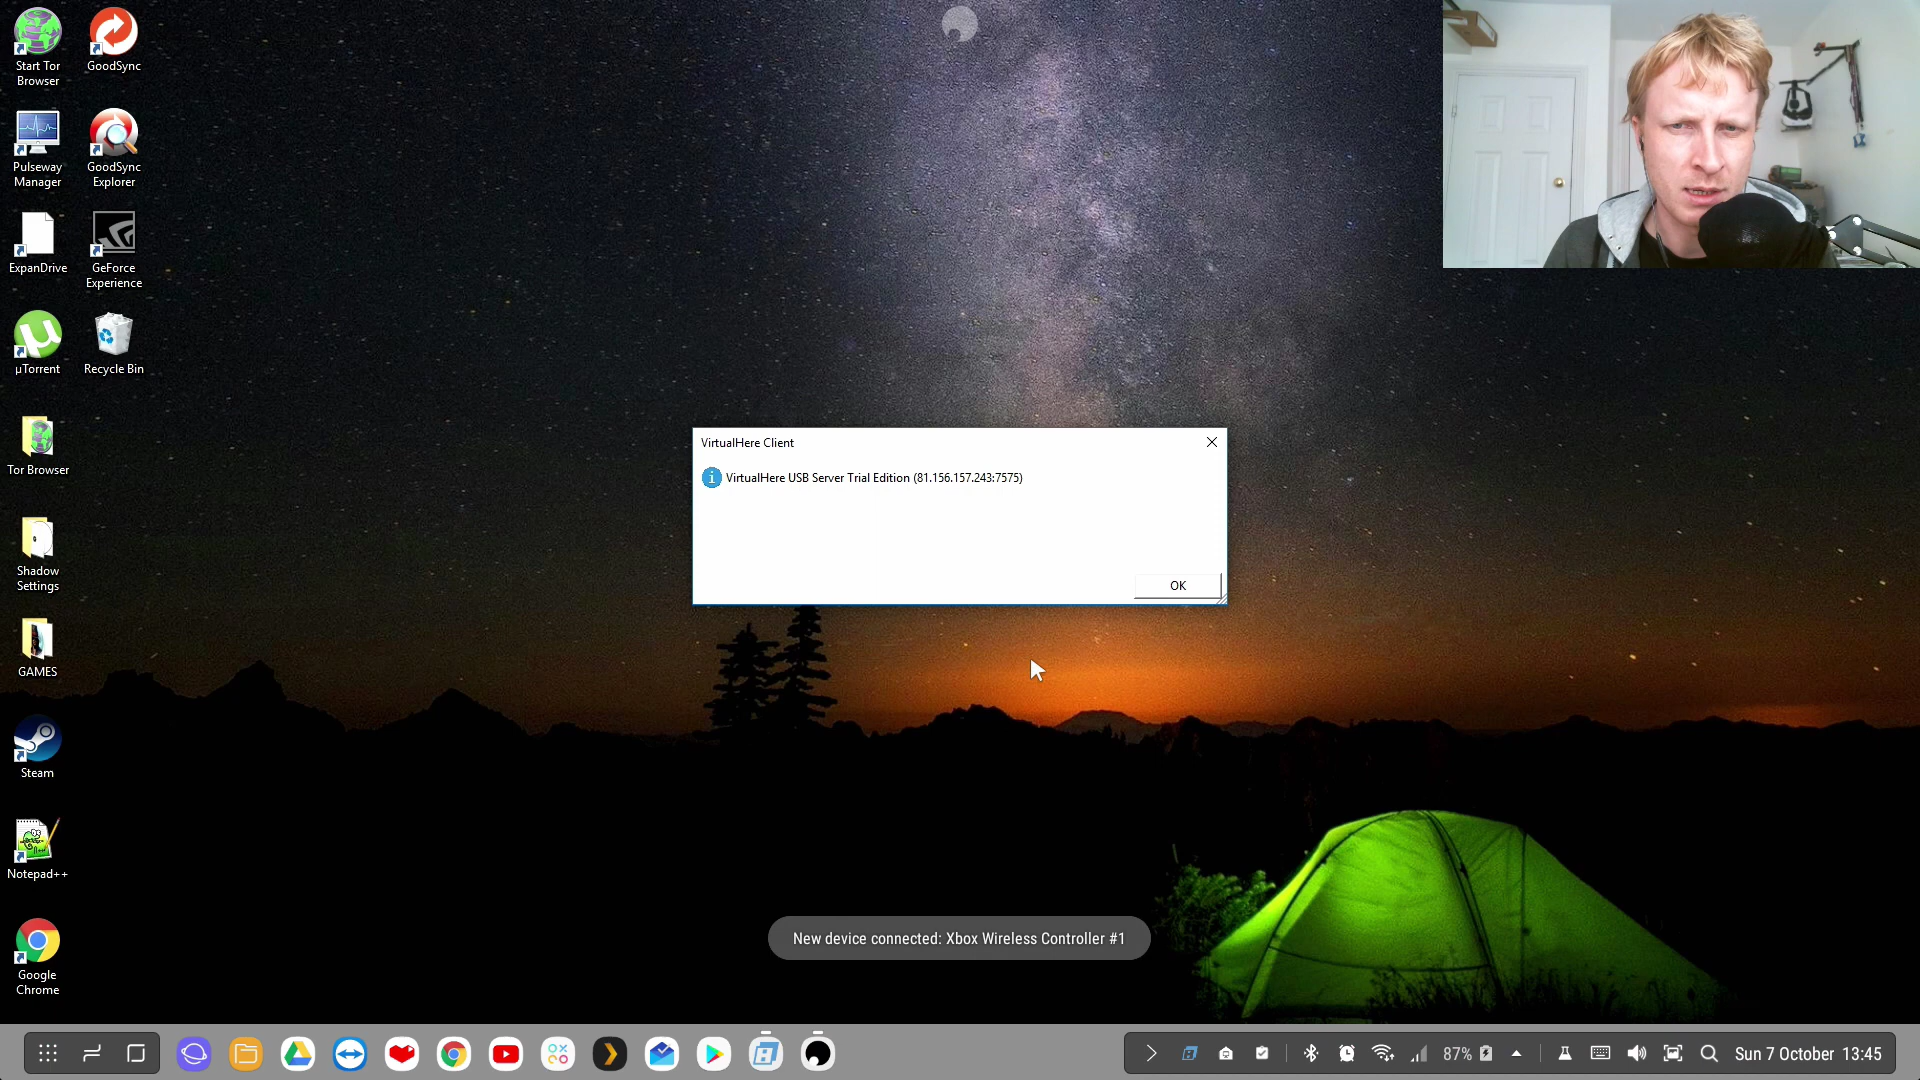 Start Tor
Browser
GoodSync
Pulseway
Manager
GoodSync
Explorer
ExpanDrive
GeForce
Experience
µTorrent
Recycle Bin
Tor Browser
Shadow
Settings
GAMES
Steam
Notepad++
Google
Chrome
VirtualHere Client
VirtualHere USB Server Trial Edition (81.156.157.243:7575)
OK
New device connected: Xbox Wireless Controller #1
87%
Sun 7 October 13:45